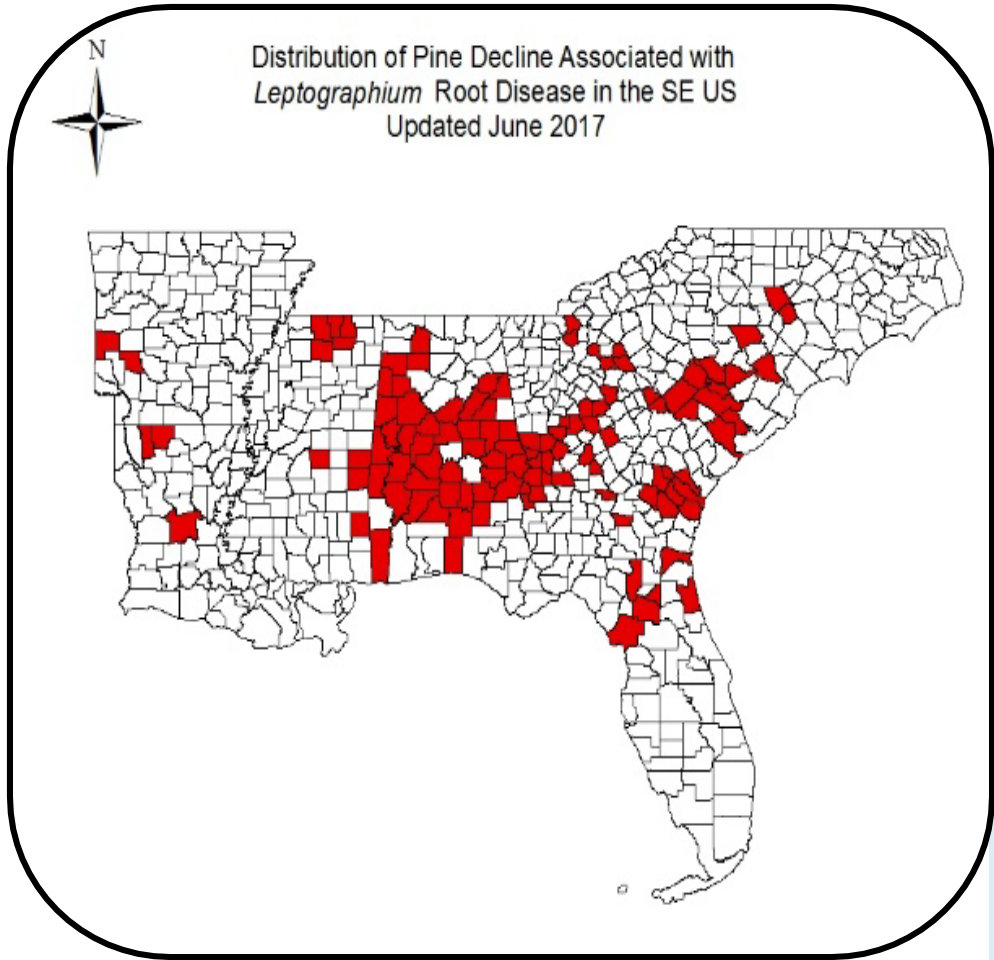 N
Distribution of Pine Decline Associated with
Leptographium Root Disease in the SE US
Updated June 2017